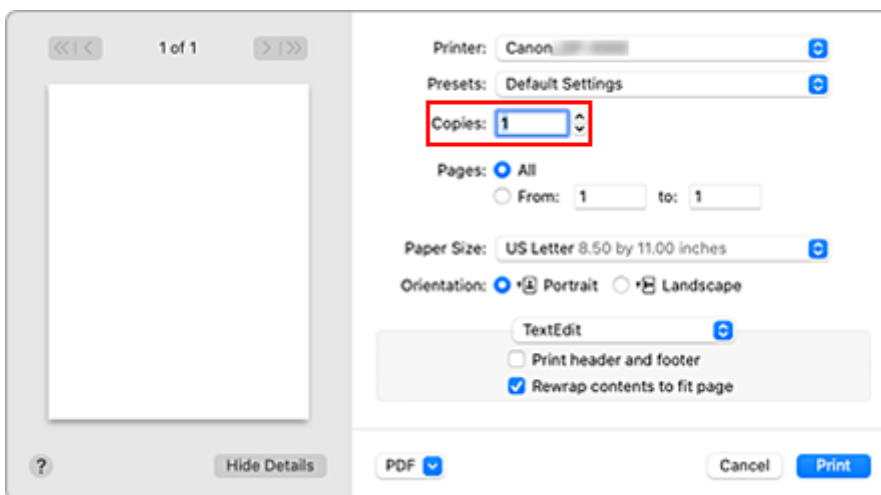 1 of 1
Printer: Canon
Presets: Default Settings
Copies: 1
Pages: All
From: 1 to: 1
Paper Size: US Letter 8.50 by 11.00 inches
Orientation: Portrait Landscape
TextEdit
Print header and footer
Rewrap contents to fit page
? Hide Details PDF Cancel Print